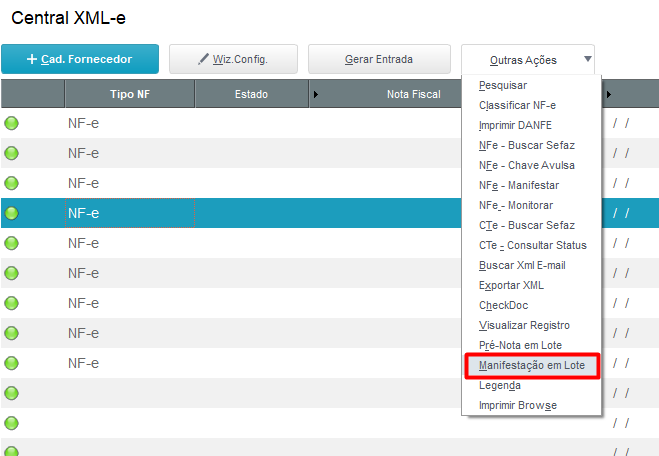 Central XML-e
+ Cad. Fornecedor
Wiz.Config.
Gerar Entrada
Outras Ações
Tipo NF Estado Nota Fiscal
Pesquisar
Classificar NF-e
Imprimir DANFE
NFe - Buscar Sefaz
NFe - Chave Avulsa
NFe - Manifestar
NFe - Monitorar
CTe - Buscar Sefaz
CTe - Consultar Status
Buscar Xml E-mail
Exportar XML
CheckDoc
Visualizar Registro
Pré-Nota em Lote
Manifestação em Lote
Legenda
Imprimir Browse
NF-e / /
NF-e / /
NF-e / /
NF-e / /
NF-e / /
NF-e / /
NF-e / /
NF-e / /
NF-e / /
/ /
/ /
/ /